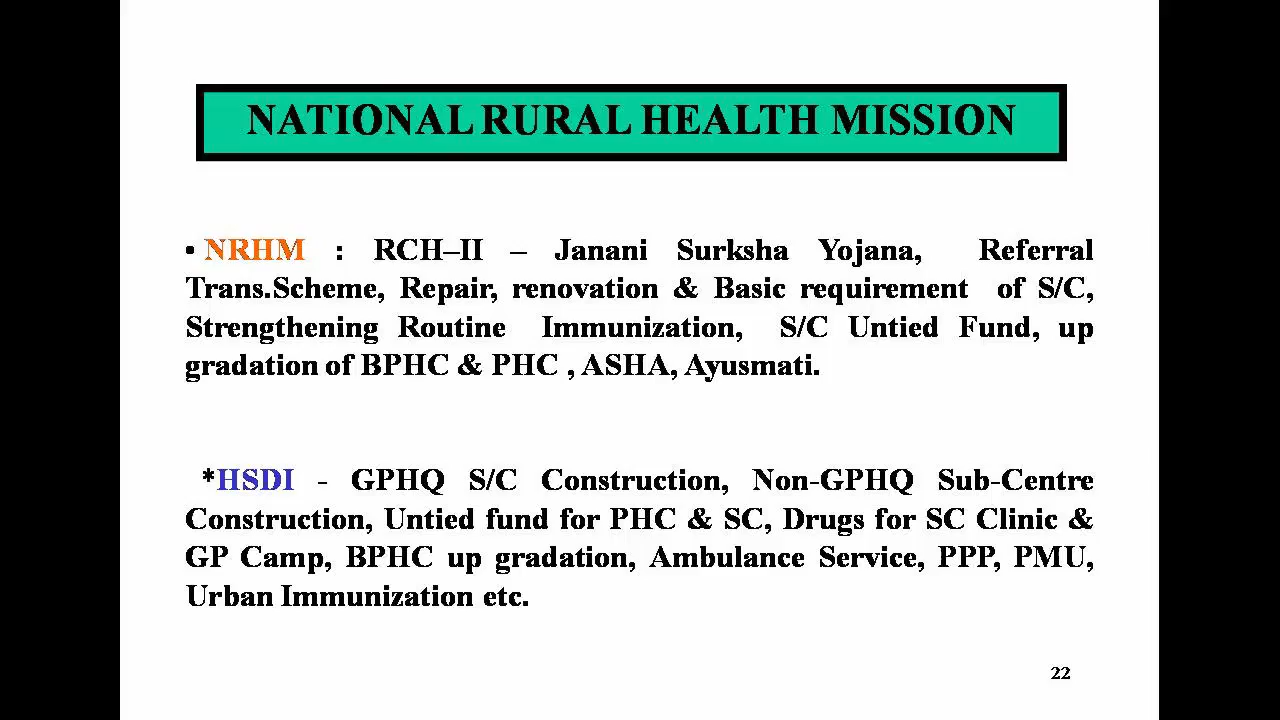 NATIONAL RURAL HEALTH MISSION
• NRHM : RCH–II – Janani Surksha Yojana, Referral
Trans.Scheme, Repair, renovation & Basic requirement of S/C,
Strengthening Routine Immunization, S/C Untied Fund, up
gradation of BPHC & PHC , ASHA, Ayusmati.
*HSDI - GPHQ S/C Construction, Non-GPHQ Sub-Centre
Construction, Untied fund for PHC & SC, Drugs for SC Clinic &
GP Camp, BPHC up gradation, Ambulance Service, PPP, PMU,
Urban Immunization etc.
22